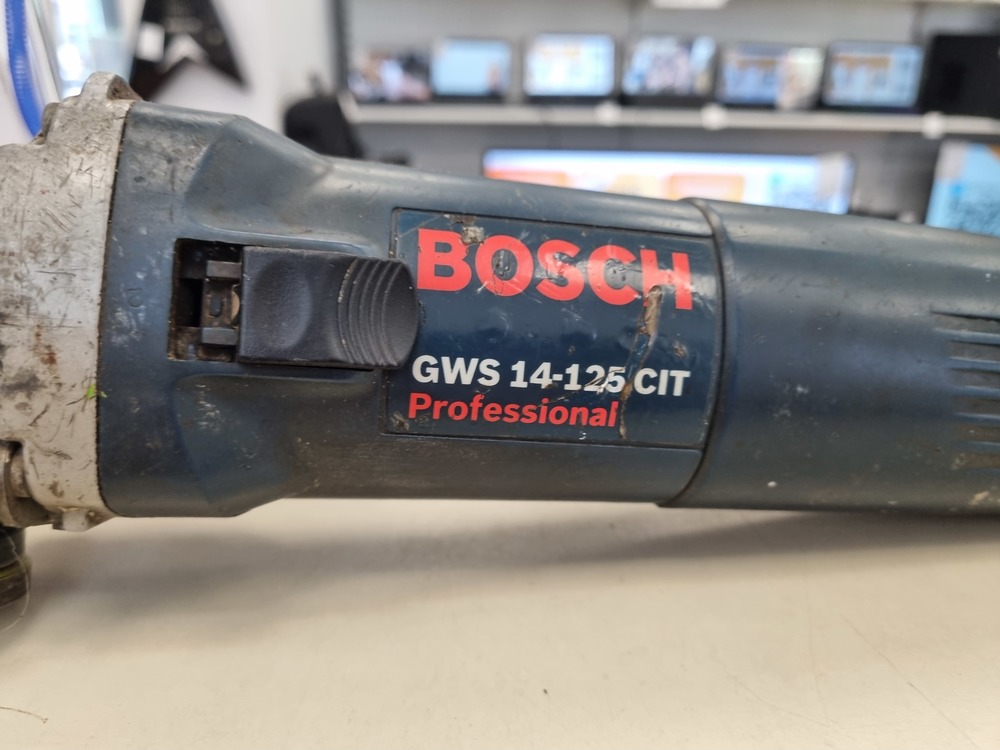 BOSCH
GWS 14-125 CIT
Professional